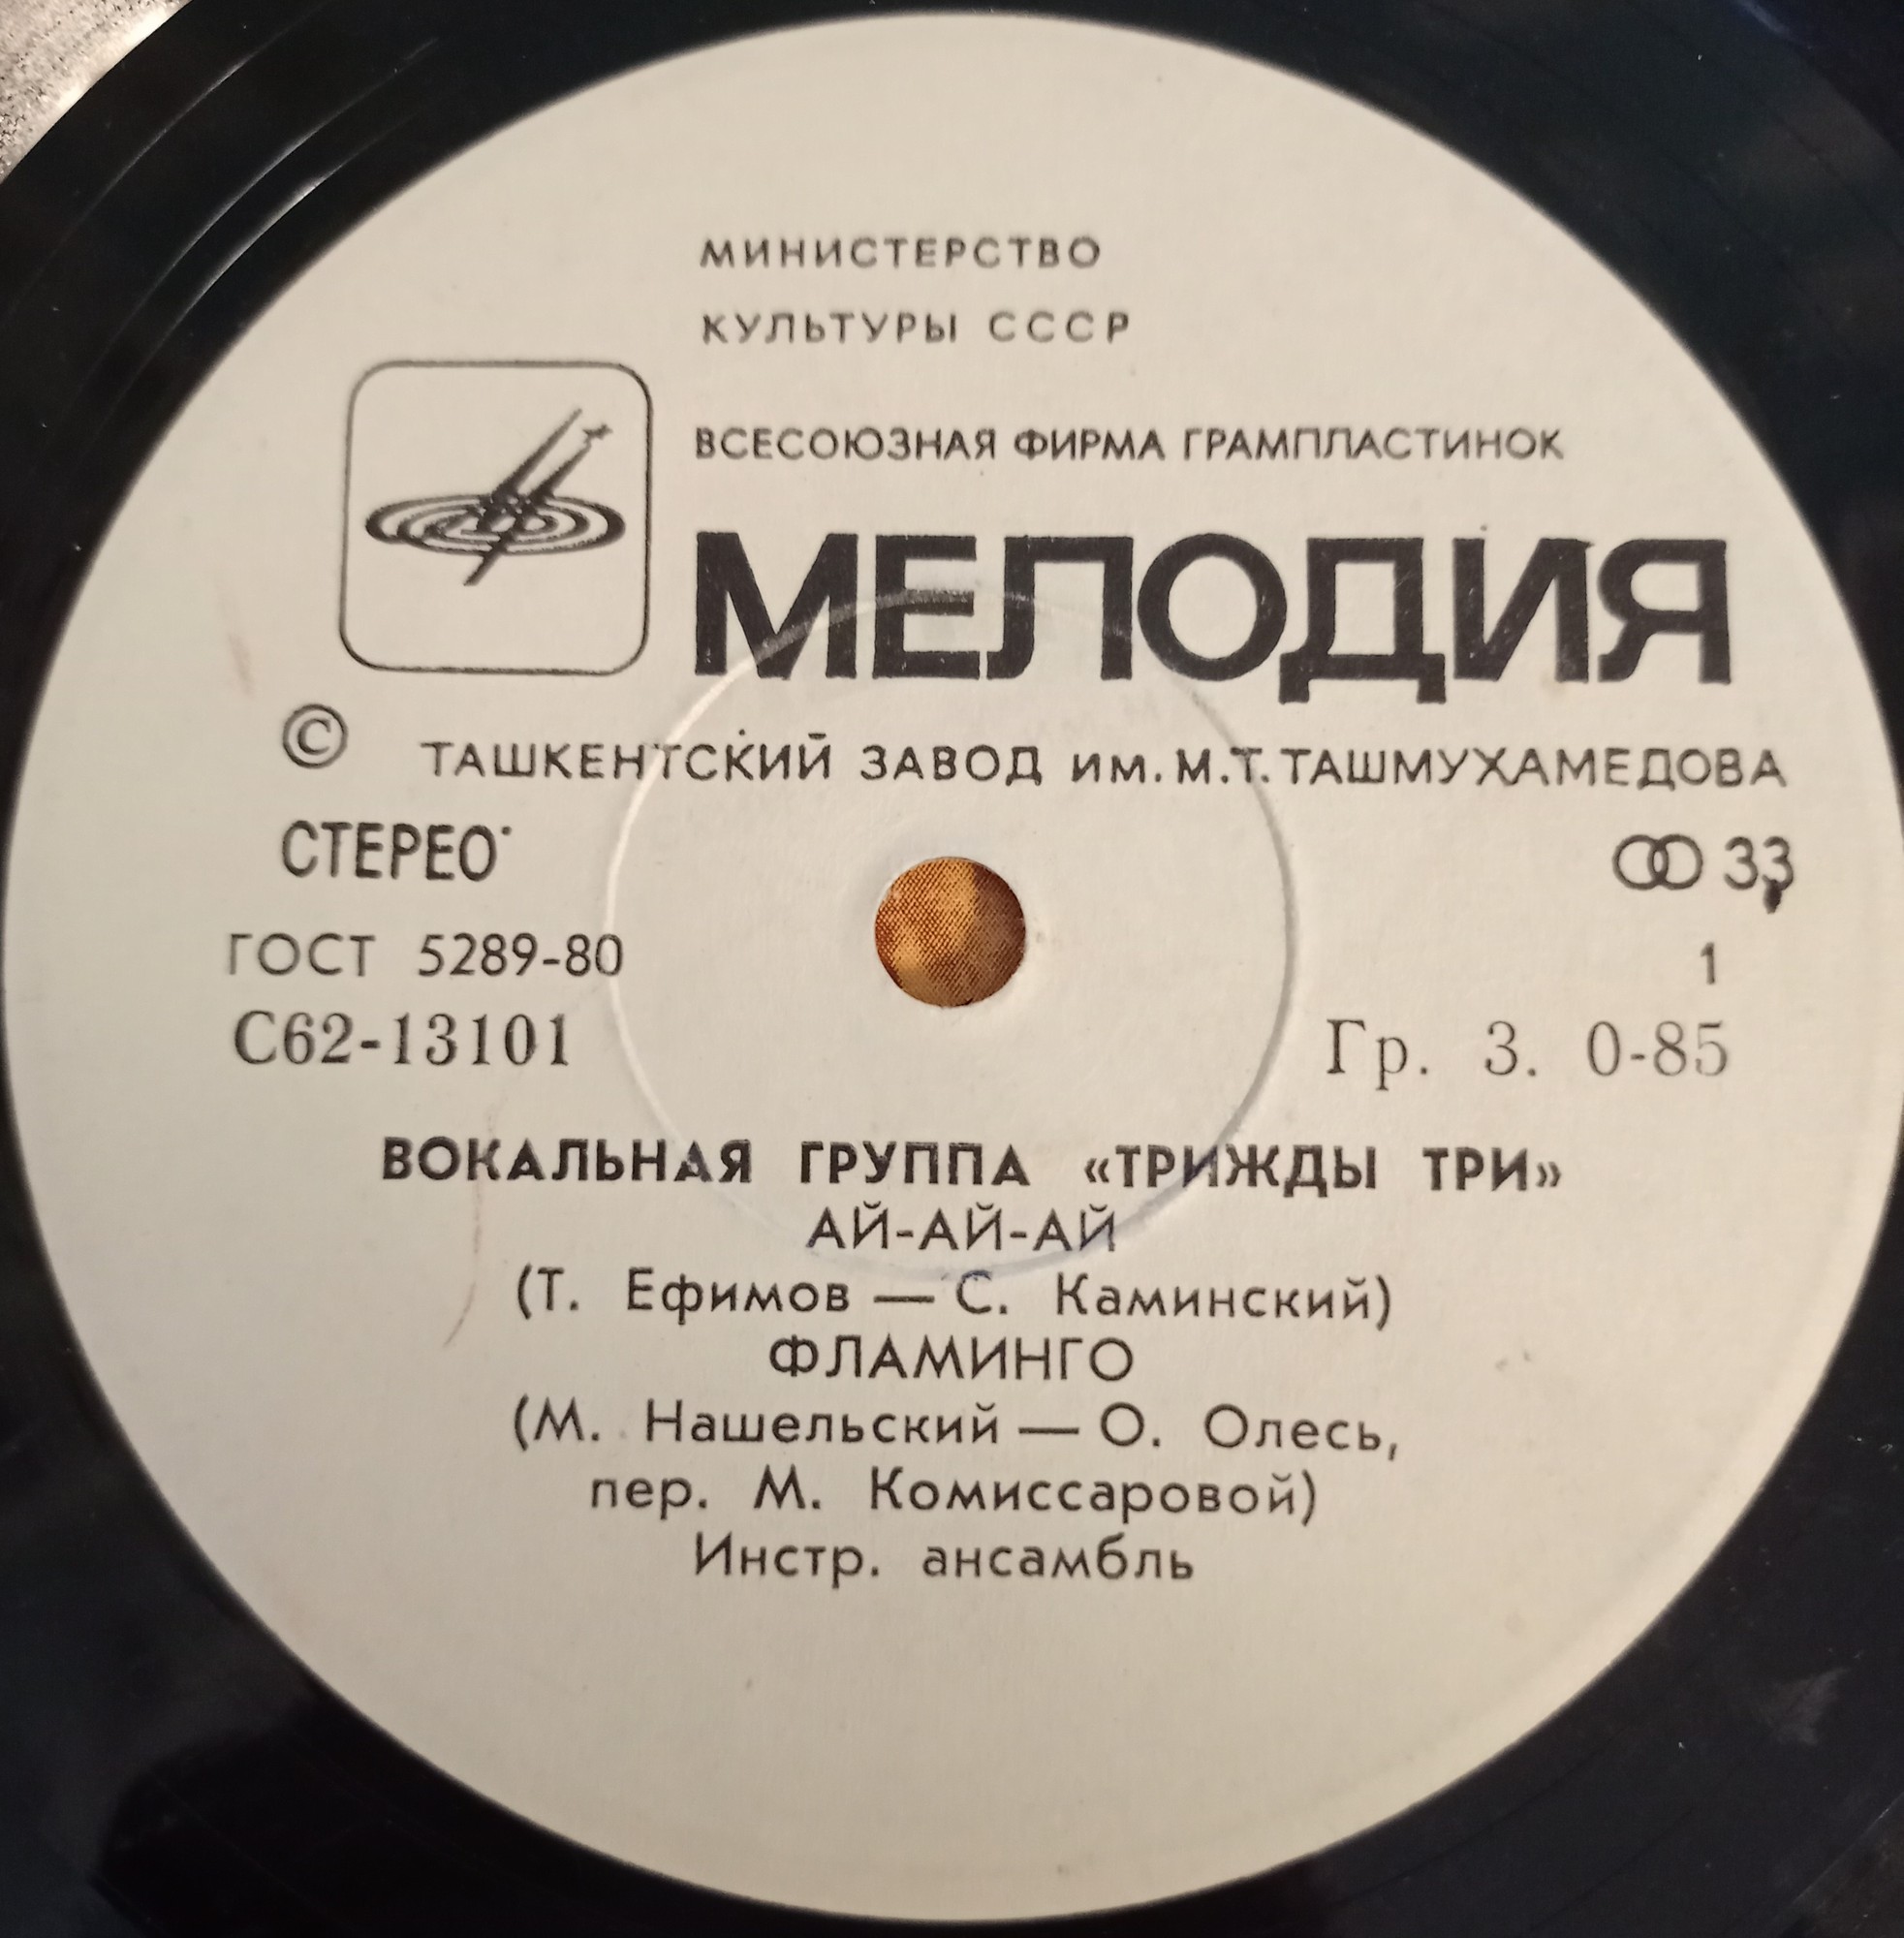 МИНИСТЕРСТВО
КУЛЬТУРЫ СССР
ВСЕСОЮЗНАЯ ФИРМА ГРАМПЛАСТИНОК
МЕЛОДИЯ
© ТАШКЕНТСКИЙ ЗАВОД им. М.Т. ТАШМУХАМЕДОВА
СТЕРЕО 33
ГОСТ 5289-80 1
С62-13101 Гр. 3. 0-85
ВОКАЛЬНАЯ ГРУППА «ТРИЖДЫ ТРИ»
АЙ-АЙ-АЙ
(Т. Ефимов — С. Каминский)
ФЛАМИНГО
(М. Нашельский — О. Олесь,
пер. М. Комиссаровой)
Инстр. ансамбль